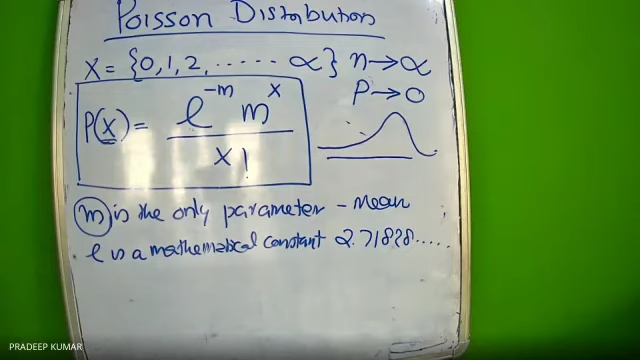 Poisson Distribution
X = {0, 1, 2, ...... ∝} n→∝
P→0
P(x) = e^-m m^x / x!
m is the only parameter - Mean
e is a mathematical constant 2.71828.....
PRADEEP KUMAR